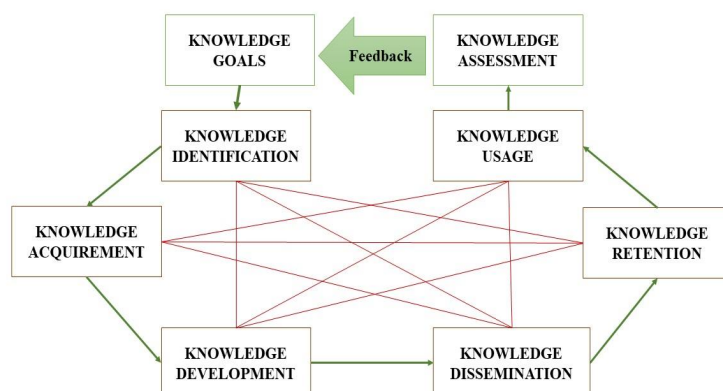 KNOWLEDGE
GOALS
Feedback
KNOWLEDGE
ASSESSMENT
KNOWLEDGE
IDENTIFICATION
KNOWLEDGE
USAGE
KNOWLEDGE
ACQUIREMENT
KNOWLEDGE
RETENTION
KNOWLEDGE
DEVELOPMENT
KNOWLEDGE
DISSEMINATION